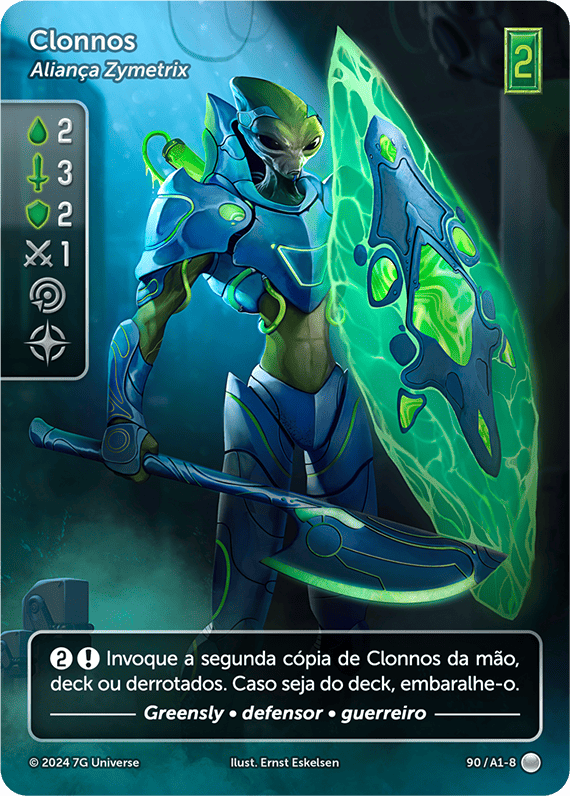 Clonnos
Aliança Zymetrix
2
2
3
2
1
2 ! Invoque a segunda cópia de Clonnos da mão,
deck ou derrotados. Caso seja do deck, embaralhe-o.
Greensly • defensor • guerreiro
© 2024 7G Universe Ilust. Ernst Eskelsen 90 / A1-8